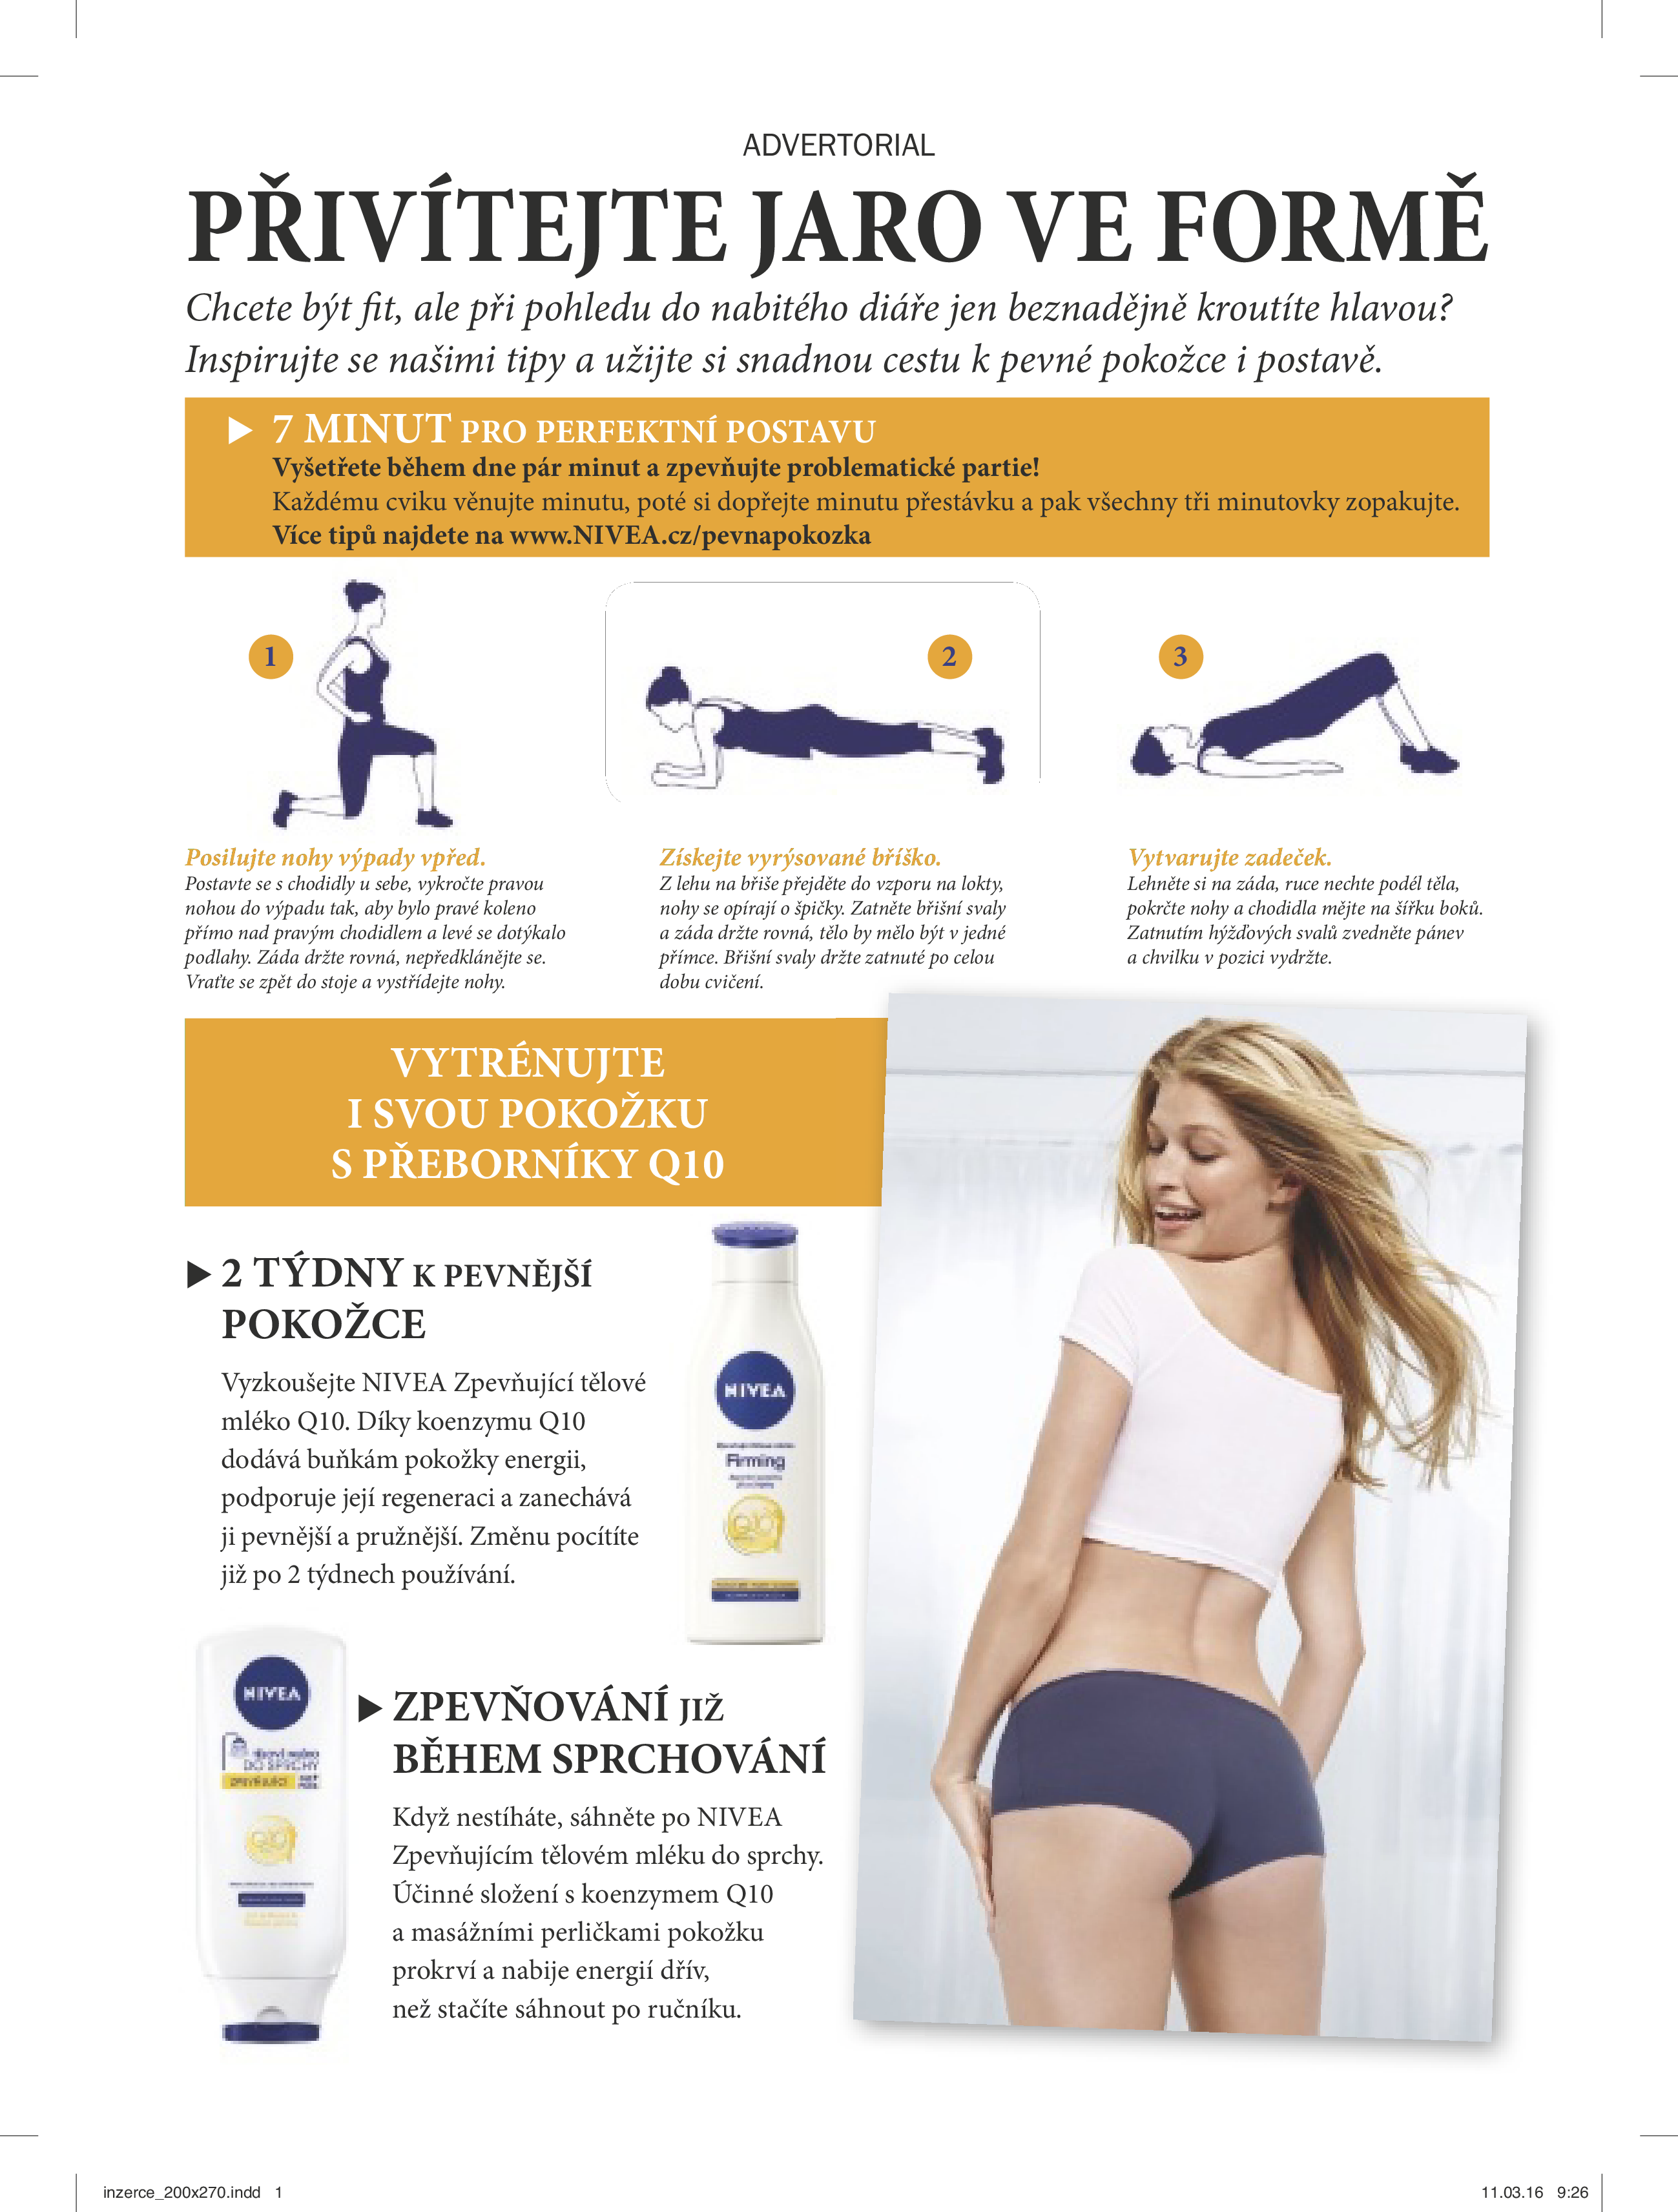 ADVERTORIAL
PŘIVÍTEJTE JARO VE FORMĚ
Chcete být fit, ale při pohledu do nabitého diáře jen beznadějně kroutíte hlavou?
Inspirujte se našimi tipy a užijte si snadnou cestu k pevné pokožce i postavě.
7 MINUT PRO PERFEKTNÍ POSTAVU
Vyšetřete během dne pár minut a zpevňujte problematické partie!
Každému cviku věnujte minutu, poté si dopřejte minutu přestávku a pak všechny tři minutovky zopakujte.
Více tipů najdete na www.NIVEA.cz/pevnapokozka
1
2
3
Posilujte nohy výpady vpřed.
Postavte se s chodidly u sebe, vykročte pravou
nohou do výpadu tak, aby bylo pravé koleno
přímo nad pravým chodidlem a levé se dotýkalo
podlahy. Záda držte rovná, nepředklánějte se.
Vraťte se zpět do stoje a vystřídejte nohy.
Získejte vyrýsované bříško.
Z lehu na břiše přejděte do vzporu na lokty,
nohy se opírají o špičky. Zatněte břišní svaly
a záda držte rovná, tělo by mělo být v jedné
přímce. Břišní svaly držte zatnuté po celou
dobu cvičení.
Vytvarujte zadeček.
Lehněte si na záda, ruce nechte podél těla,
pokrčte nohy a chodidla mějte na šířku boků.
Zatnutím hýžďových svalů zvedněte pánev
a chvilku v pozici vydržte.
VYTRÉNUJTE
I SVOU POKOŽKU
S PŘEBORNÍKY Q10
2 TÝDNY K PEVNĚJŠÍ
POKOŽCE
Vyzkoušejte NIVEA Zpevňující tělové
mléko Q10. Díky koenzymu Q10
dodává buňkám pokožky energii,
podporuje její regeneraci a zanechává
ji pevnější a pružnější. Změnu pocítíte
již po 2 týdnech používání.
NIVEA
Firming
Q10
NIVEA
DO SPRCHY
ZPEVŇUJÍCÍ
Q10
ZPEVŇOVÁNÍ JIŽ
BĚHEM SPRCHOVÁNÍ
Když nestíháte, sáhněte po NIVEA
Zpevňujícím tělovém mléku do sprchy.
Účinné složení s koenzymem Q10
a masážními perličkami pokožku
prokrví a nabije energií dřív,
než stačíte sáhnout po ručníku.
inzerce_200x270.indd 1
11.03.16 9:26